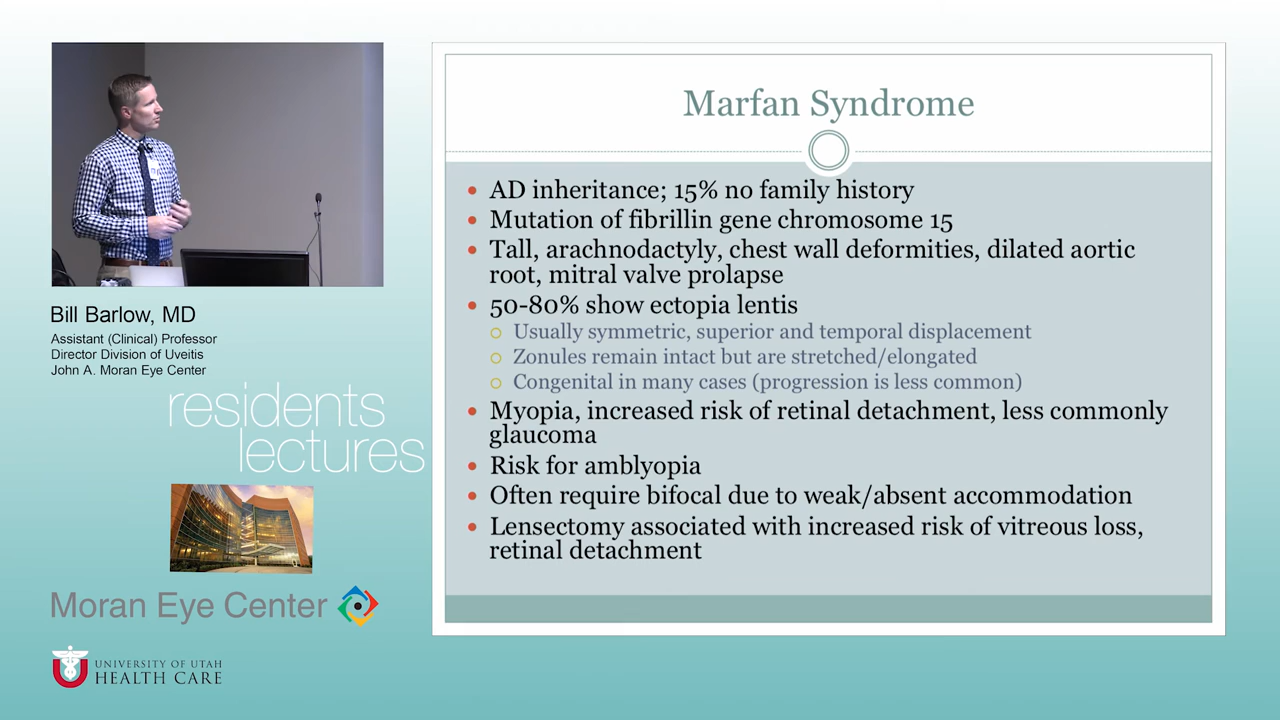 Bill Barlow, MD
Assistant (Clinical) Professor
Director Division of Uveitis
John A. Moran Eye Center
residents
lectures
Moran Eye Center
UNIVERSITY OF UTAH
HEALTH CARE
Marfan Syndrome
• AD inheritance; 15% no family history
• Mutation of fibrillin gene chromosome 15
• Tall, arachnodactyly, chest wall deformities, dilated aortic
root, mitral valve prolapse
• 50-80% show ectopia lentis
○ Usually symmetric, superior and temporal displacement
○ Zonules remain intact but are stretched/elongated
○ Congenital in many cases (progression is less common)
• Myopia, increased risk of retinal detachment, less commonly
glaucoma
• Risk for amblyopia
• Often require bifocal due to weak/absent accommodation
• Lensectomy associated with increased risk of vitreous loss,
retinal detachment